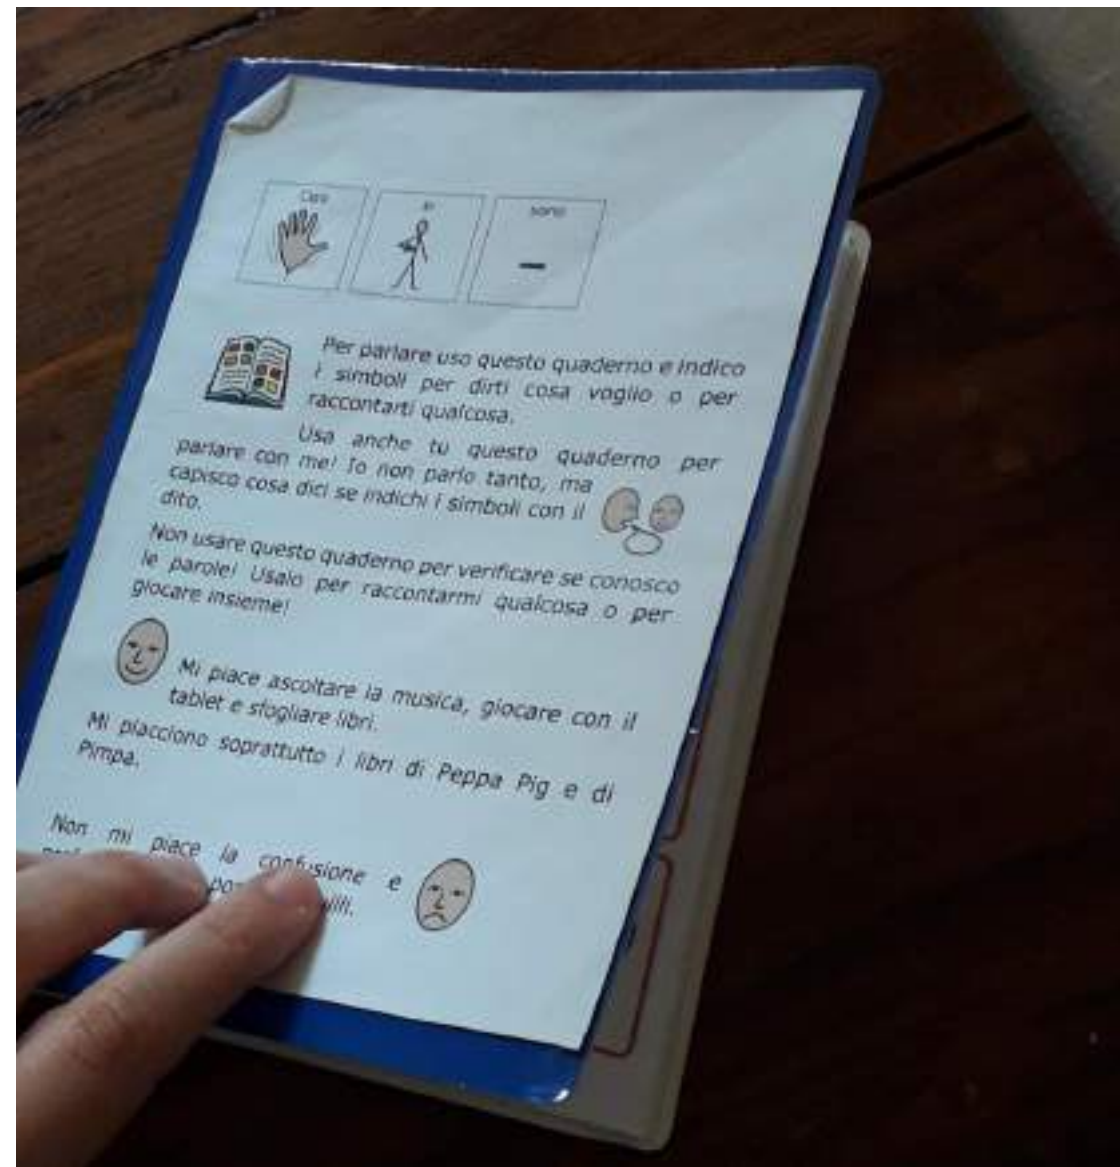 Ciao io sono
Per parlare uso questo quaderno e indico
i simboli per dirti cosa voglio o per
raccontarti qualcosa.
Usa anche tu questo quaderno per
parlare con me! Io non parlo tanto, ma
capisco cosa dici se indichi i simboli con il
dito.
Non usare questo quaderno per verificare se conosco
le parole! Usalo per raccontarmi qualcosa o per
giocare insieme!
Mi piace ascoltare la musica, giocare con il
tablet e sfogliare libri.
Mi piacciono soprattutto i libri di Peppa Pig e di
Pimpa.
Non mi piace la confusione e